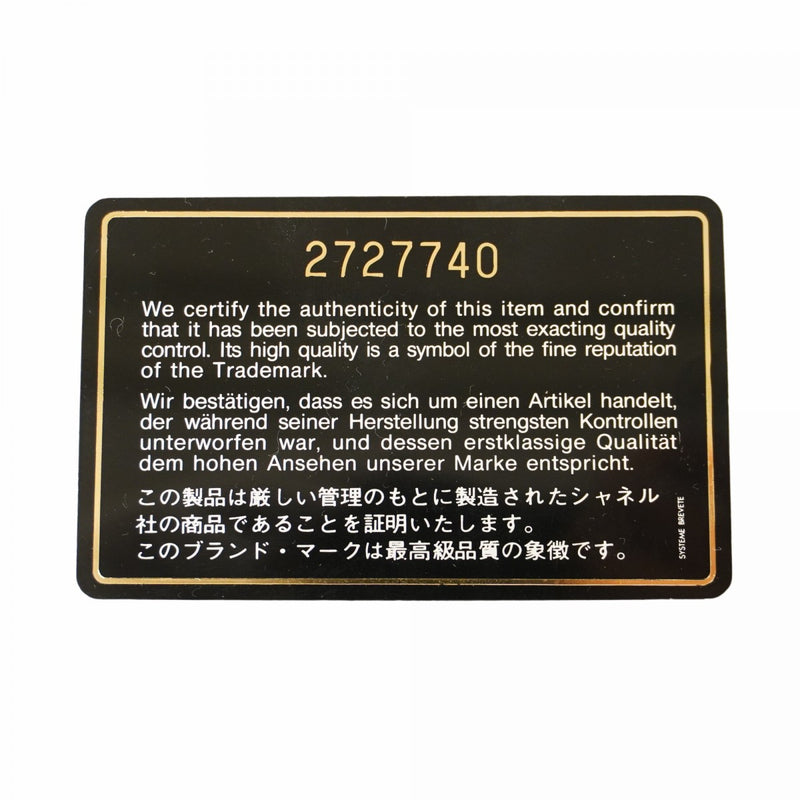 2727740
We certify the authenticity of this item and confirm
that it has been subjected to the most exacting quality
control. Its high quality is a symbol of the fine reputation
of the Trademark.
Wir bestätigen, dass es sich um einen Artikel handelt,
der während seiner Herstellung strengsten Kontrollen
unterworfen war, und dessen erstklassige Qualität
dem hohen Ansehen unserer Marke entspricht.
この製品は厳しい管理のもとに製造されたシャネル
社の商品であることを証明いたします。
このブランド・マークは最高級品質の象徴です。
SYSTEME BREVETE